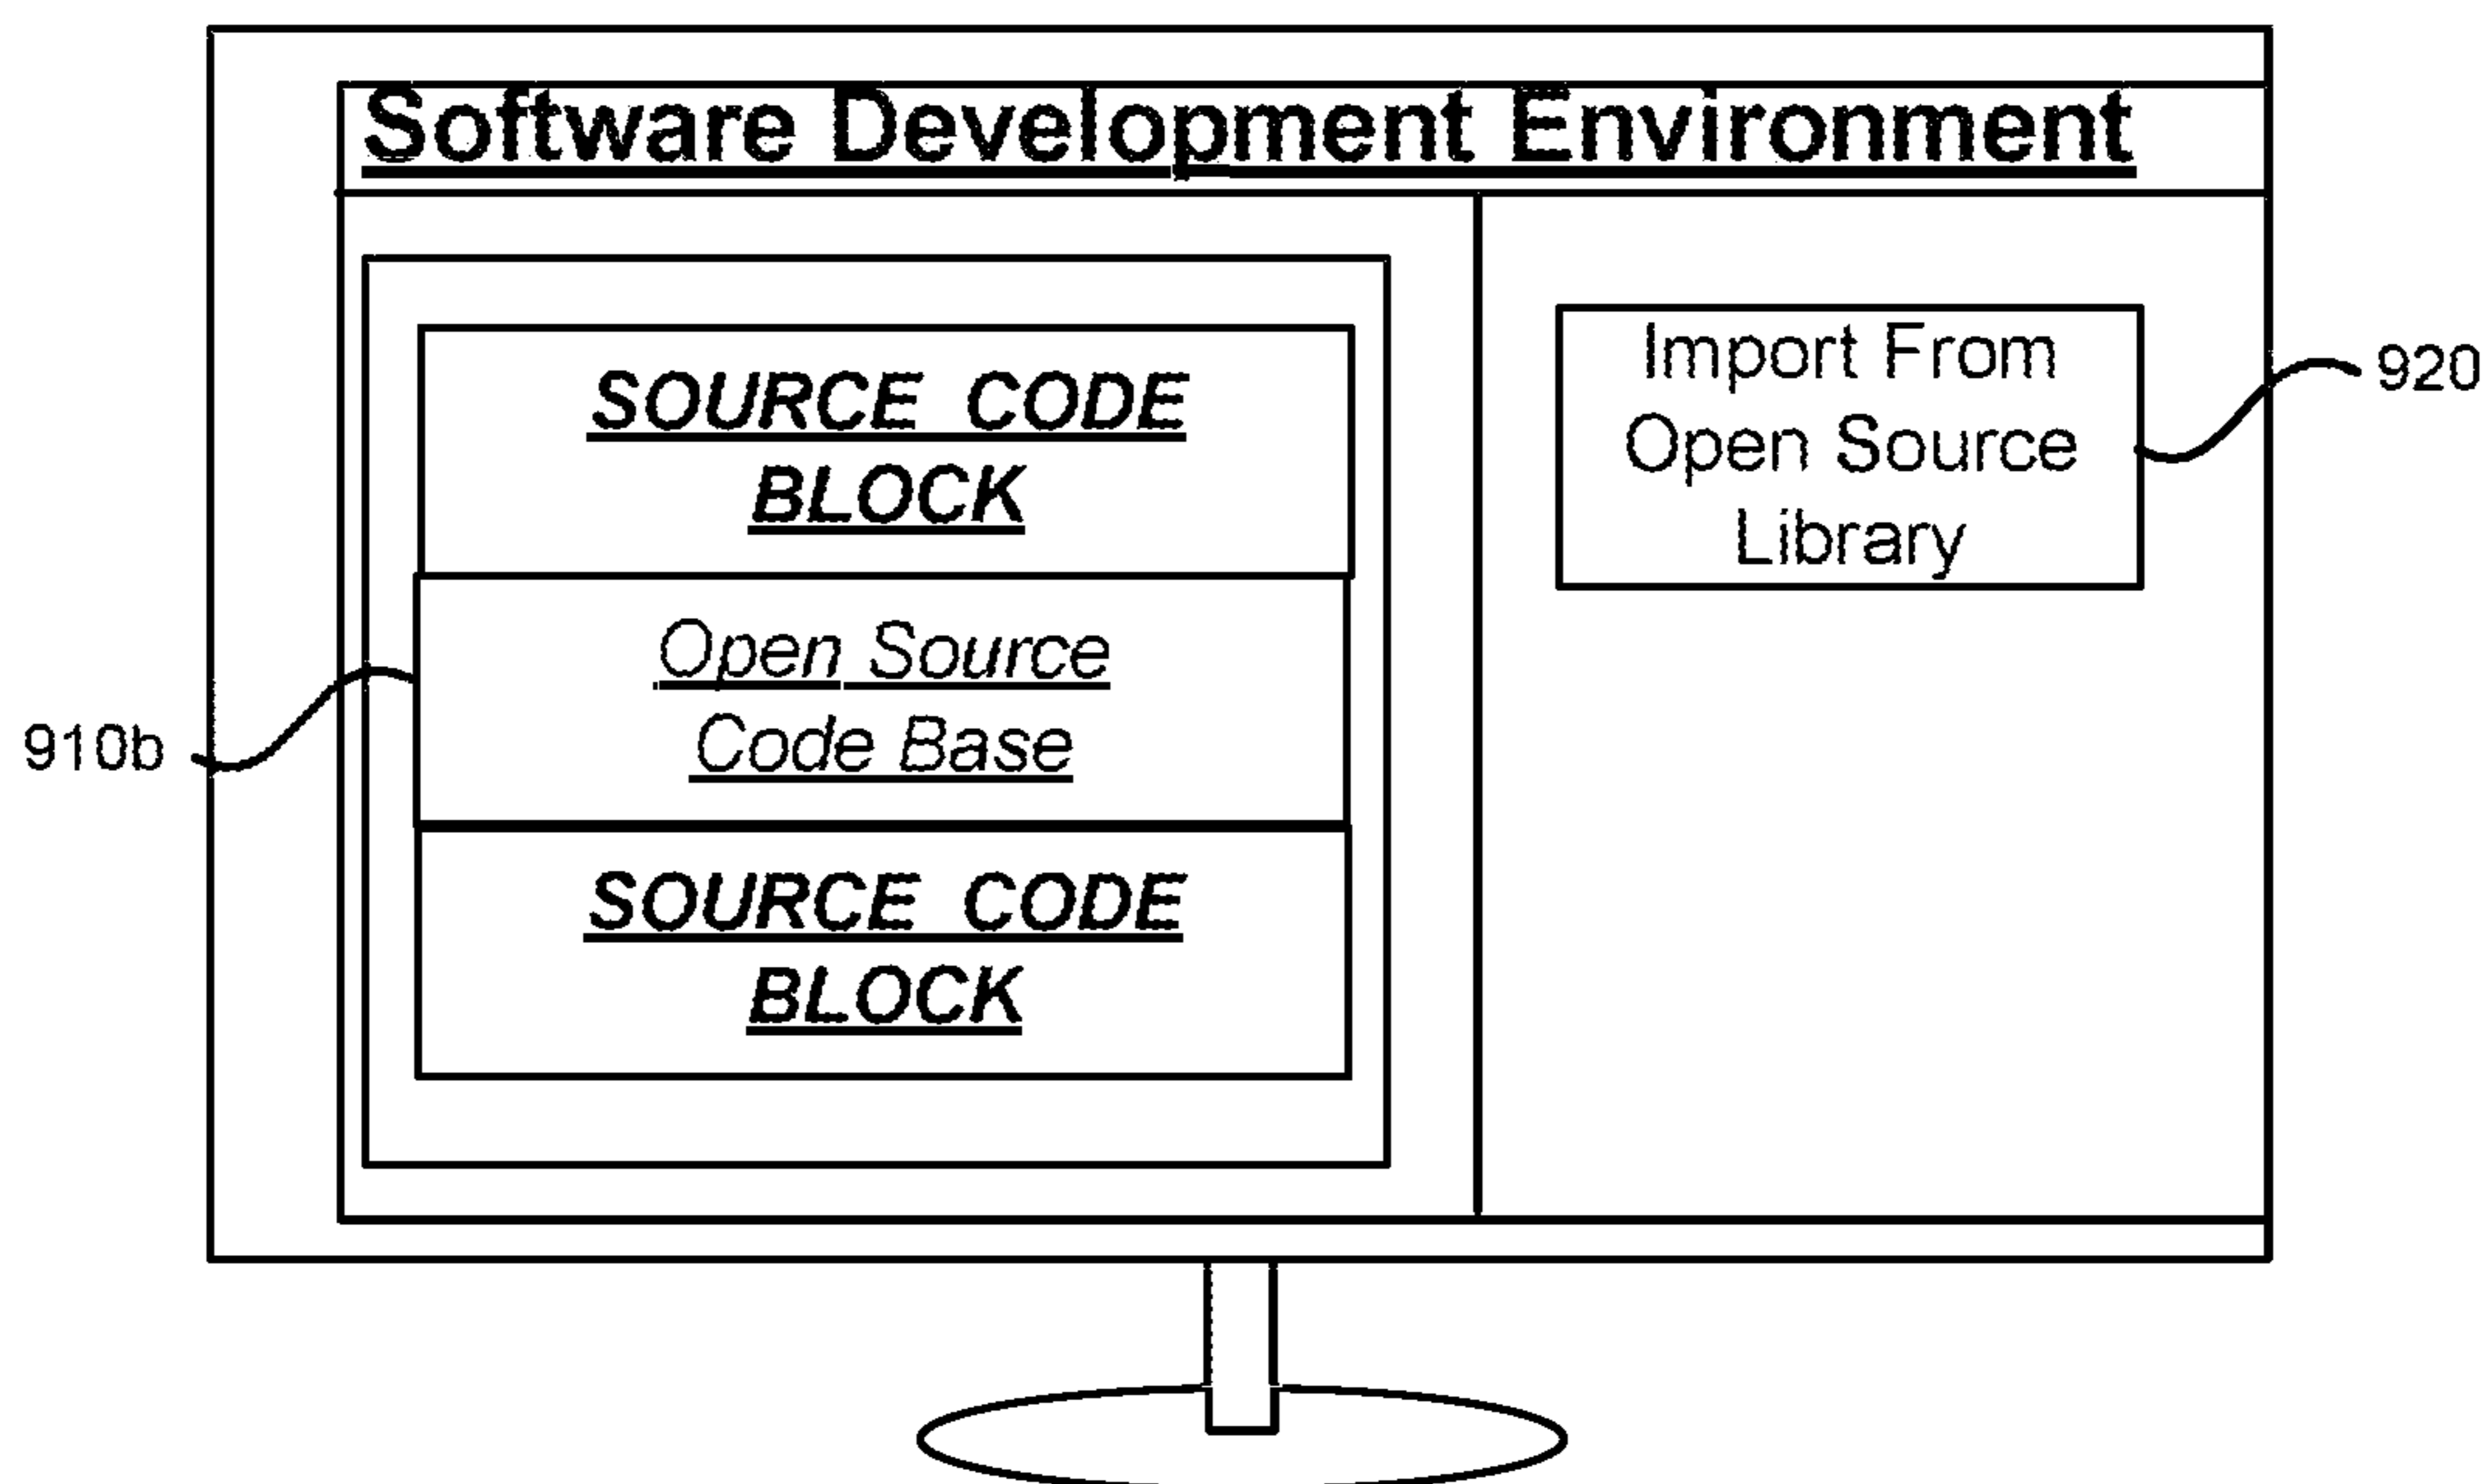 Software Development Environment
SOURCE CODE
BLOCK
Open Source
Code Base
SOURCE CODE
BLOCK
910b
Import From
Open Source
Library
920